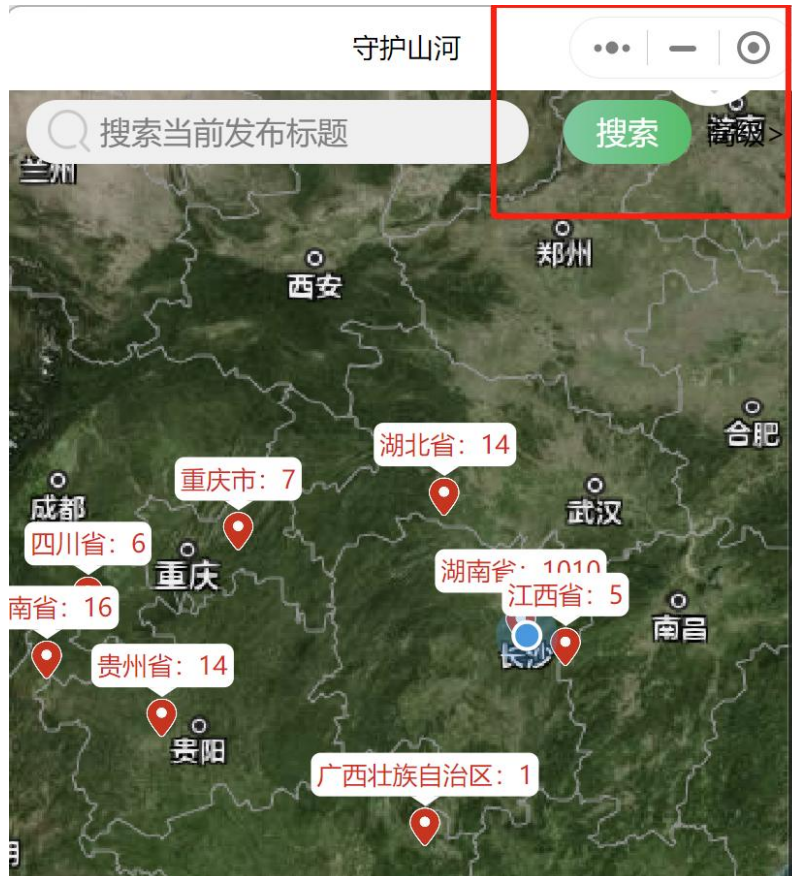 守护山河
搜索当前发布标题
搜索
高级>
兰州
郑州
西安
合肥
湖北省：14
重庆市：7
成都
武汉
四川省：6
重庆
湖南省：1010
江西省：5
南省：16
南昌
长沙
贵州省：14
贵阳
广西壮族自治区：1